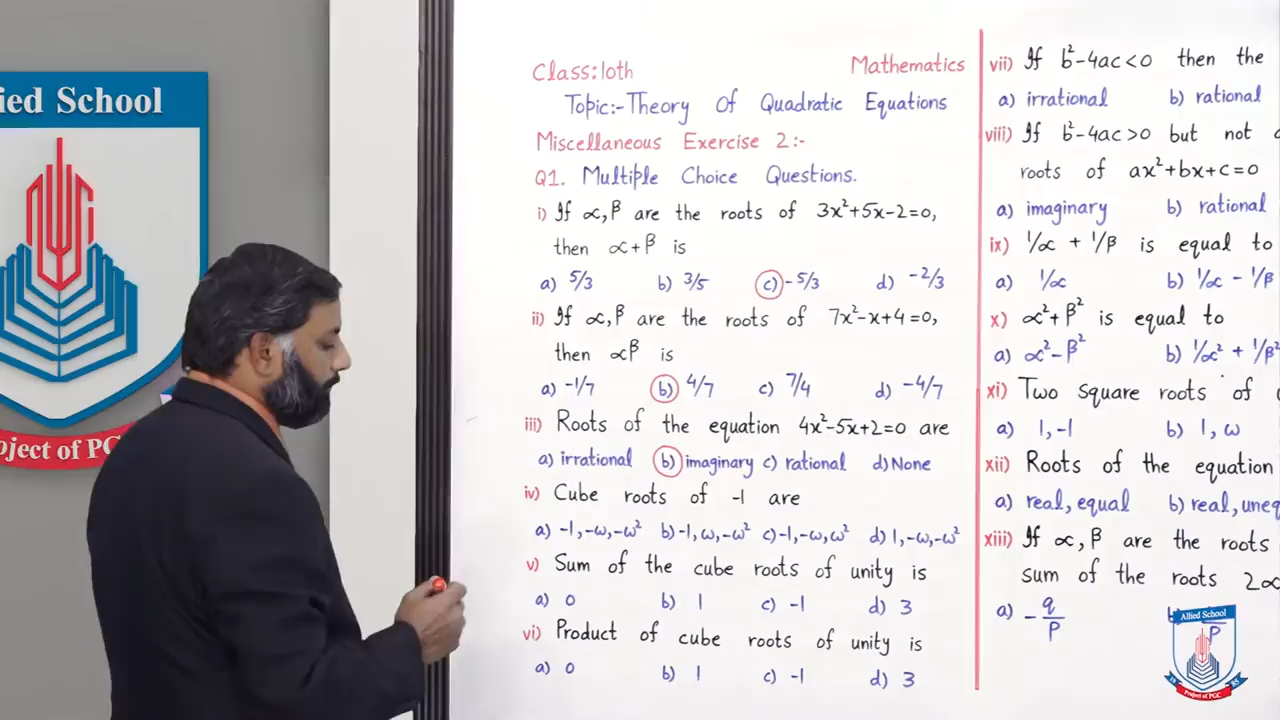 ied School
oject of PG
Class:10th Mathematics
Topic:-Theory Of Quadratic Equations
Miscellaneous Exercise 2:-
Q1. Multiple Choice Questions.
i) If ∝,β are the roots of 3x²+5x-2=0,
then ∝+β is
a) 5/3 b) 3/5 c) -5/3 d) -2/3
ii) If ∝,β are the roots of 7x²-x+4=0,
then ∝β is
a) -1/7 b) 4/7 c) 7/4 d) -4/7
iii) Roots of the equation 4x²-5x+2=0 are
a) irrational b) imaginary c) rational d) None
iv) Cube roots of -1 are
a) -1,-ω,-ω² b) -1,ω,-ω² c) -1,-ω,ω² d) 1,-ω,-ω²
v) Sum of the cube roots of unity is
a) 0 b) 1 c) -1 d) 3
vi) Product of cube roots of unity is
a) 0 b) 1 c) -1 d) 3
vii) If b²-4ac<0 then the
a) irrational b) rational
viii) If b²-4ac>0 but not
roots of ax²+bx+c=0
a) imaginary b) rational
ix) 1/∝ + 1/β is equal to
a) 1/∝ b) 1/∝ - 1/β
x) ∝²+β² is equal to
a) ∝²-β² b) 1/∝² + 1/β²
xi) Two square roots of
a) 1,-1 b) 1,ω
xii) Roots of the equation
a) real, equal b) real, uneq
xiii) If ∝,β are the roots
sum of the roots 2∝
a) -q/P
P
Allied School
Project of PGC